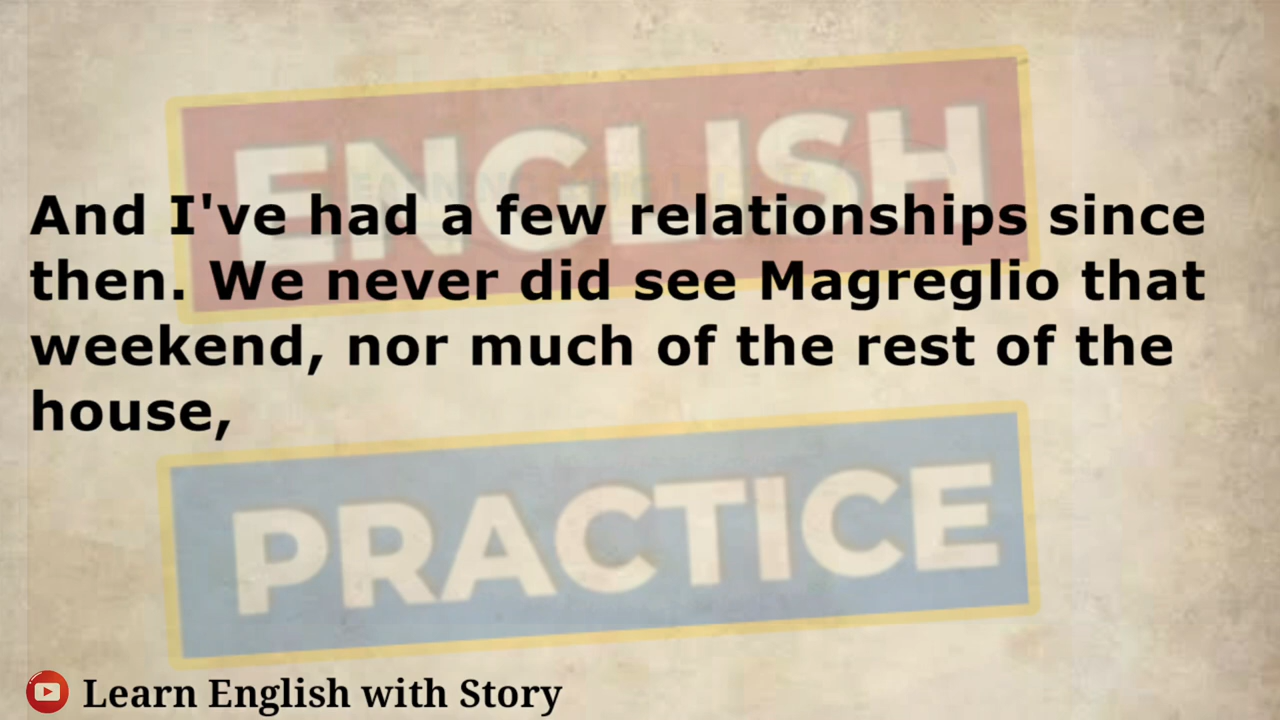 ENGLISH
And I've had a few relationships since
then. We never did see Magreglio that
weekend, nor much of the rest of the
house,
PRACTICE
Learn English with Story